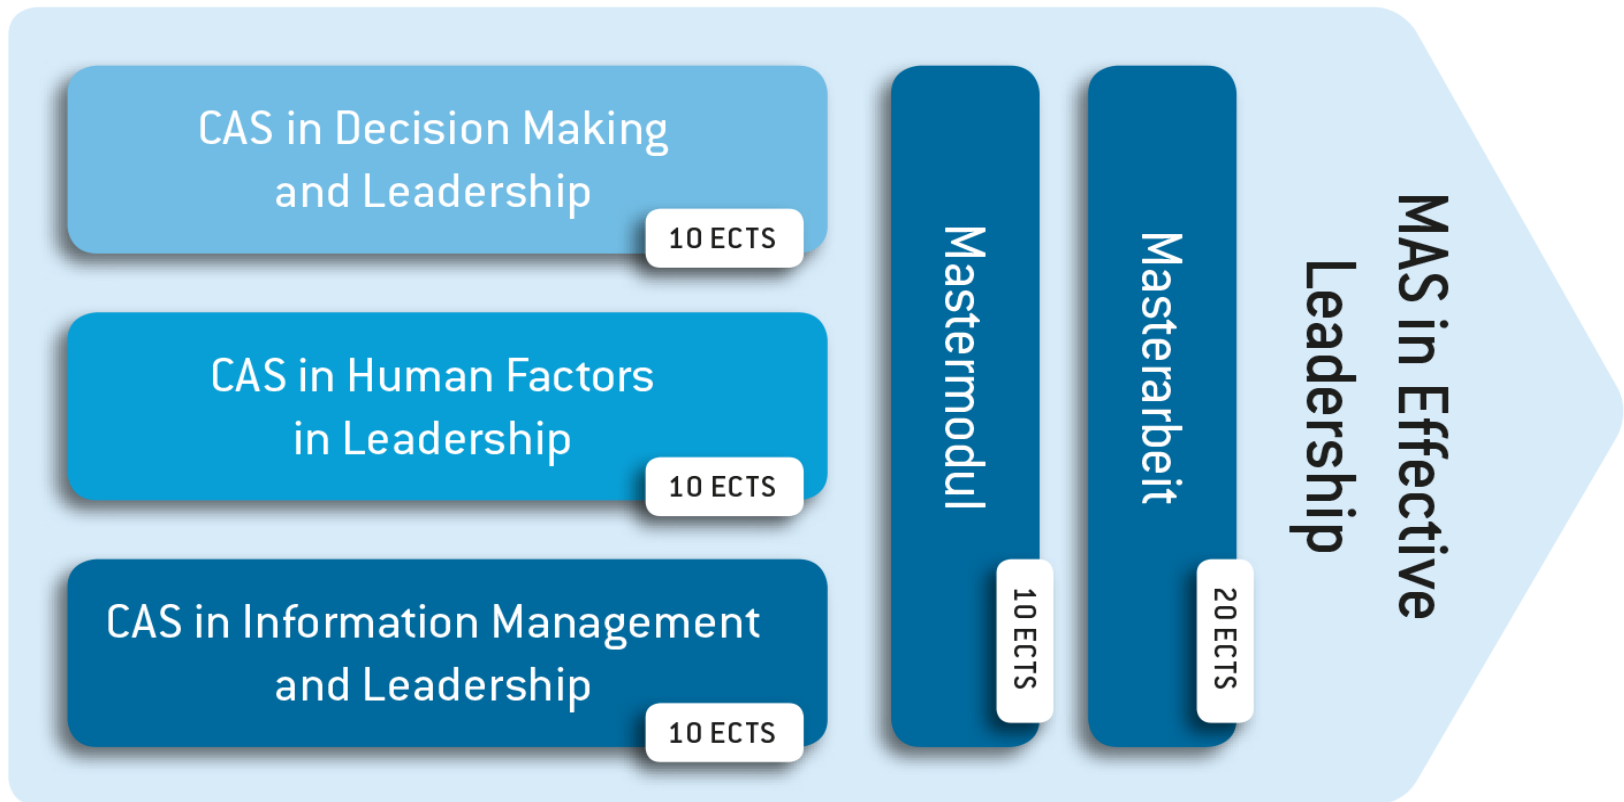 CAS in Decision Making
and Leadership
10 ECTS
CAS in Human Factors
in Leadership
10 ECTS
CAS in Information Management
and Leadership
10 ECTS
Mastermodul
10 ECTS
Masterarbeit
20 ECTS
MAS in Effective
Leadership